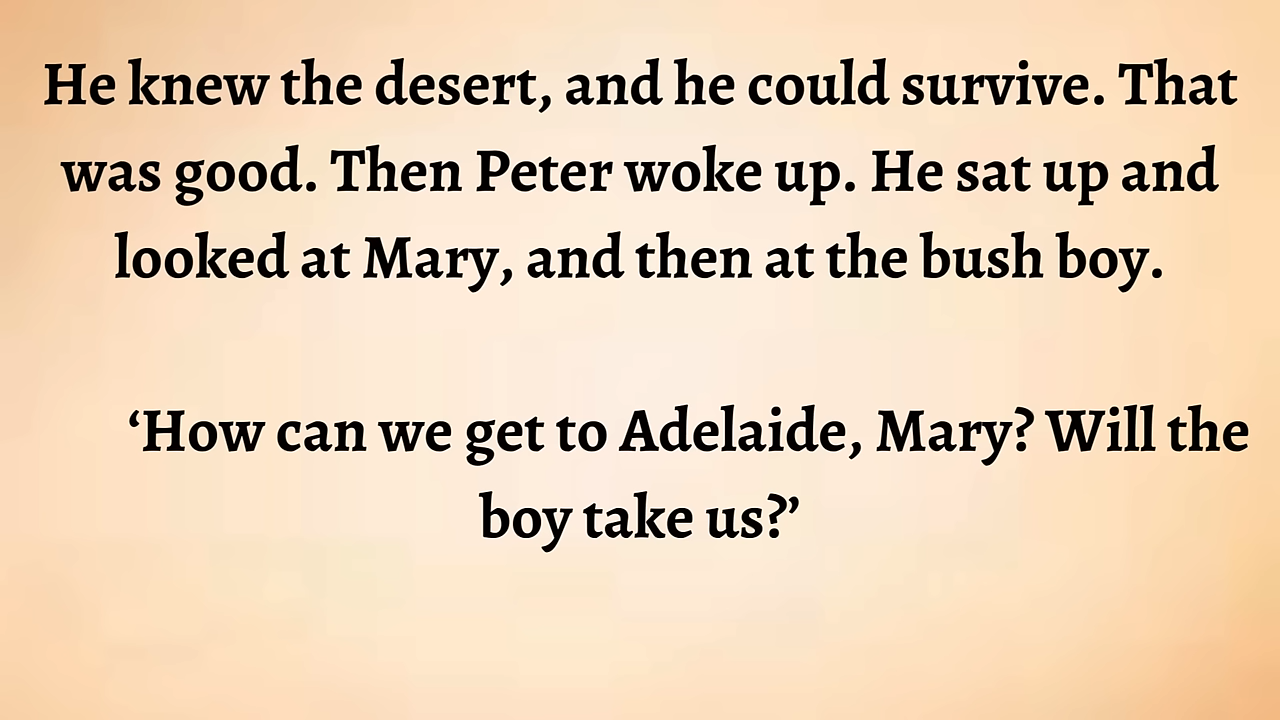 He knew the desert, and he could survive. That
was good. Then Peter woke up. He sat up and
looked at Mary, and then at the bush boy.
‘How can we get to Adelaide, Mary? Will the
boy take us?’